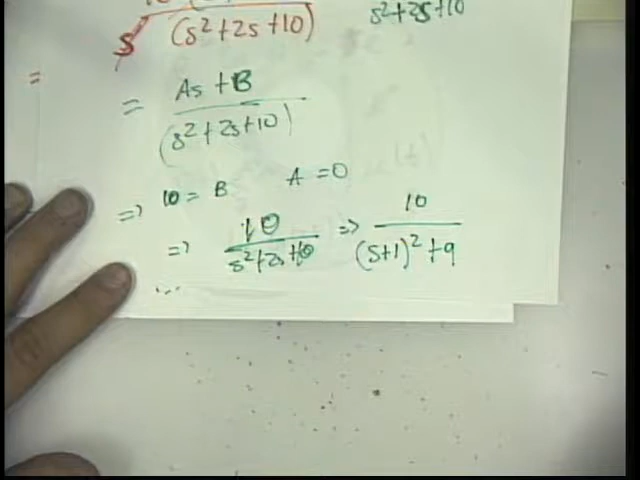 s (s²+2s+10) s²+2s+10
=
= As + B / (s²+2s+10)
=> 10 = B A = 0
=> 10 / s²+2s+10 => 10 / (s+1)² + 9
...